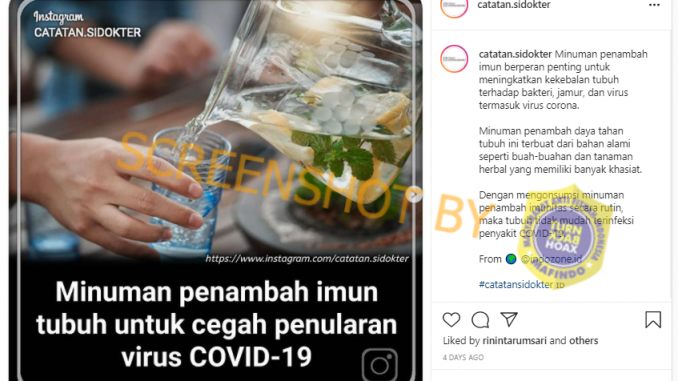 Instagram
CATATAN.SIDOKTER
https://www.instagram.com/catatan.sidokter
Minuman penambah imun
tubuh untuk cegah penularan
virus COVID-19
SCREENSHOT BY
catatan.sidokter
catatan.sidokter Minuman penambah
imun berperan penting untuk
meningkatkan kekebalan tubuh
terhadap bakteri, jamur, dan virus
termasuk virus corona.
Minuman penambah daya tahan
tubuh ini terbuat dari bahan alami
seperti buah-buahan dan tanaman
herbal yang memiliki banyak khasiat.
Dengan mengonsumsi minuman
penambah imunitas secara rutin,
maka tubuh tidak mudah terinfeksi
penyakit COVID-19.
From @indozone.id
#catatansidokter
TURN
BACK
HOAX
MAFINDO
Liked by rinintarumsari and others
4 DAYS AGO